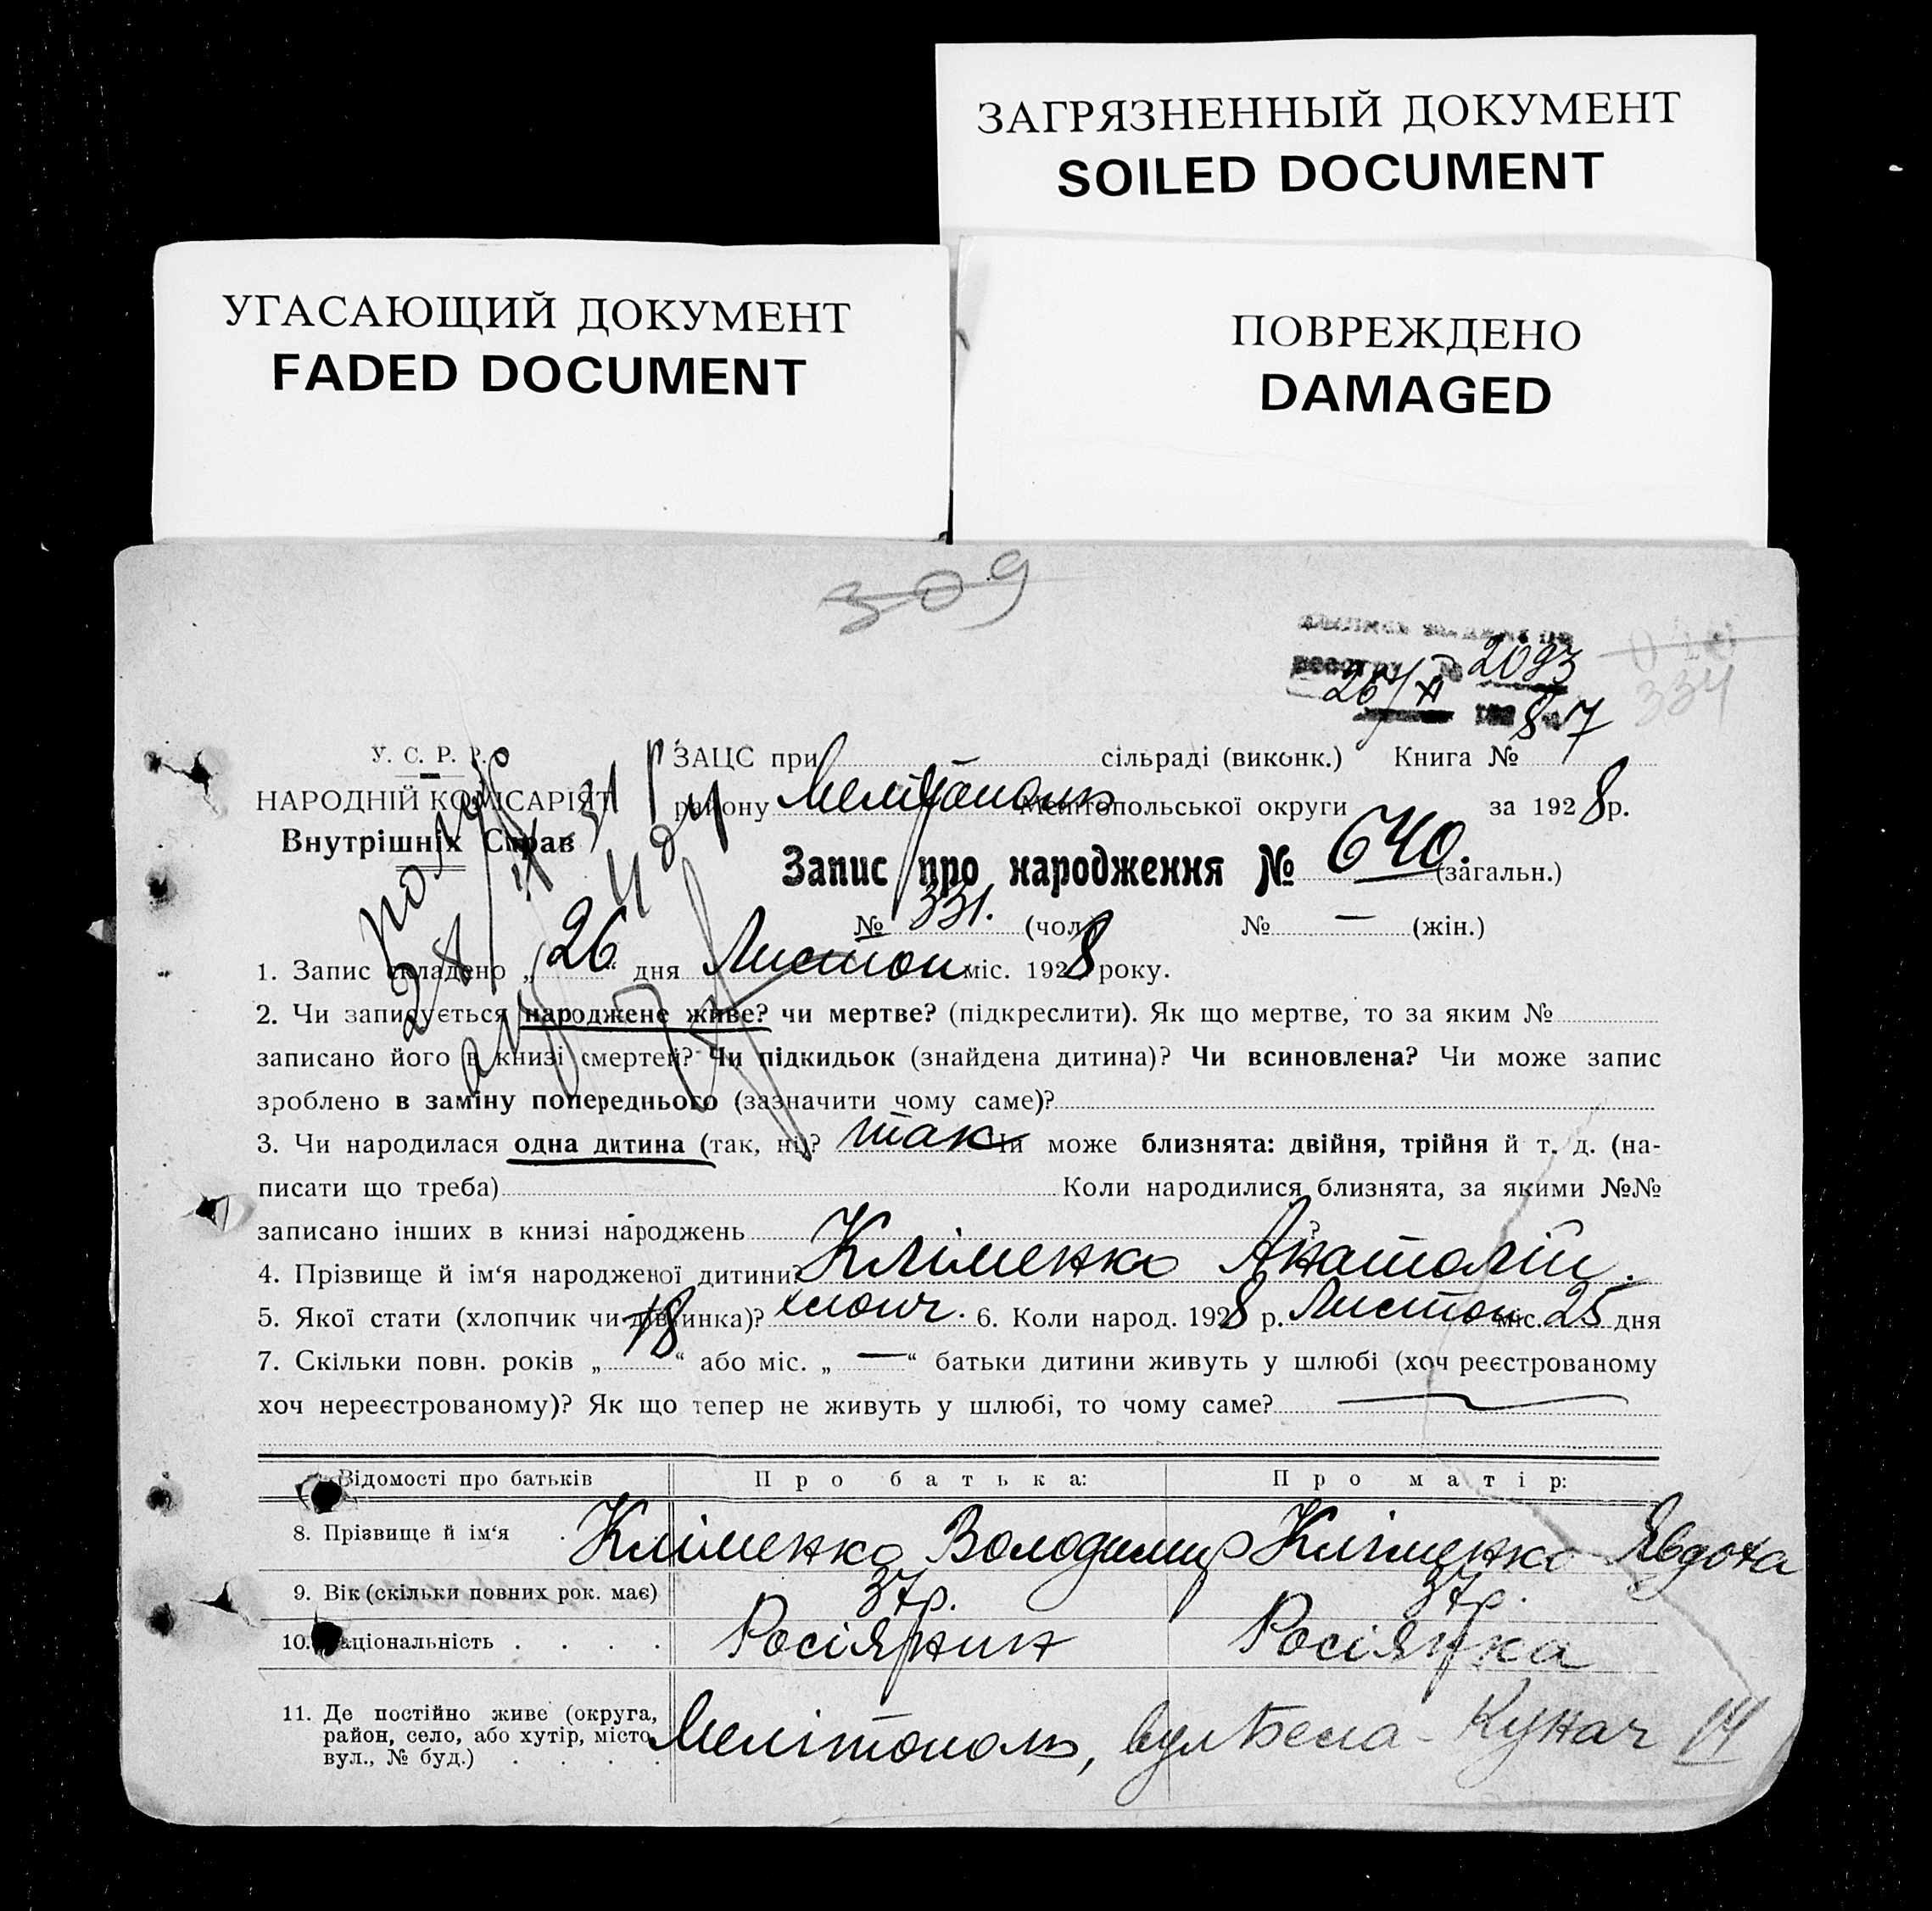 ЗАГРЯЗНЕННЫЙ ДОКУМЕНТ
SOILED DOCUMENT
УГАСАЮЩИЙ ДОКУМЕНТ
FADED DOCUMENT
ПОВРЕЖДЕНО
DAMAGED
309
2093
26/XI 1928
334
У. С. Р. Р.
НАРОДНІЙ КОМІСАРІЯТ
Внутрішніх Справ
ЗАЦС при сільраді (виконк.) Книга № 7
району Мелітополь Мелітопольської округи за 1928 р.
Запис про народження № 640. (загальн.)
№ 331. (чол.) № — (жін.)
1. Запис складено „26“ дня Листоп міс. 1928 року.
2. Чи записується народжене живе? чи мертве? (підкреслити). Як що мертве, то за яким №
записано його в книзі смертей? Чи підкидьок (знайдена дитина)? Чи всиновлена? Чи може запис
зроблено в заміну попереднього (зазначити чому саме)?
3. Чи народилася одна дитина (так, ні)? так Чи може близнята: двійня, трійня й т. д. (на-
писати що треба) Коли народилися близнята, за якими №№
записано інших в книзі народжень
4. Прізвище й ім‘я народженої дитини? Кліменко Анатолій.
5. Якої стати (хлопчик чи дівчинка)? хлопч. 6. Коли народ. 1928 р. Листоп міс. 25 дня
7. Скільки повн. років „18“ або міс. „—“ батьки дитини живуть у шлюбі (хоч реєстрованому
хоч нереєстрованому)? Як що тепер не живуть у шлюбі, то чому саме? —
Відомості про батьків Про батька: Про матір:
8. Прізвище й ім‘я Кліменко Володимир Кліменко Явдоха
9. Вік (скільки повних рок. має) 37р. 37р.
10. Національність . . . . Росіянин Росіянка
11. Де постійно живе (округа,
район, село, або хутір, місто,
вул., № буд.) . . . . Мелітополь, вул Бела-Кунач 14